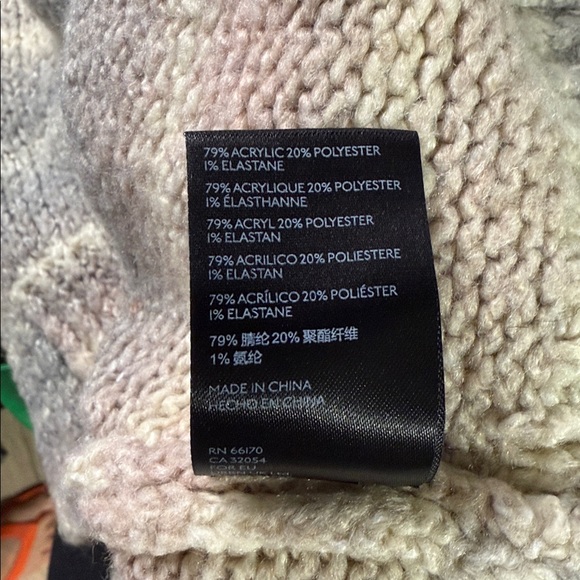 79% ACRYLIC 20% POLYESTER
1% ELASTANE
79% ACRYLIQUE 20% POLYESTER
1% ÉLASTHANNE
79% ACRYL 20% POLYESTER
1% ELASTAN
79% ACRILICO 20% POLIESTERE
1% ELASTAN
79% ACRÍLICO 20% POLIÉSTER
1% ELASTANE
79% 腈纶 20% 聚酯纤维
1% 氨纶
MADE IN CHINA
HECHO EN CHINA
RN 66170
CA 32054
FOR EU